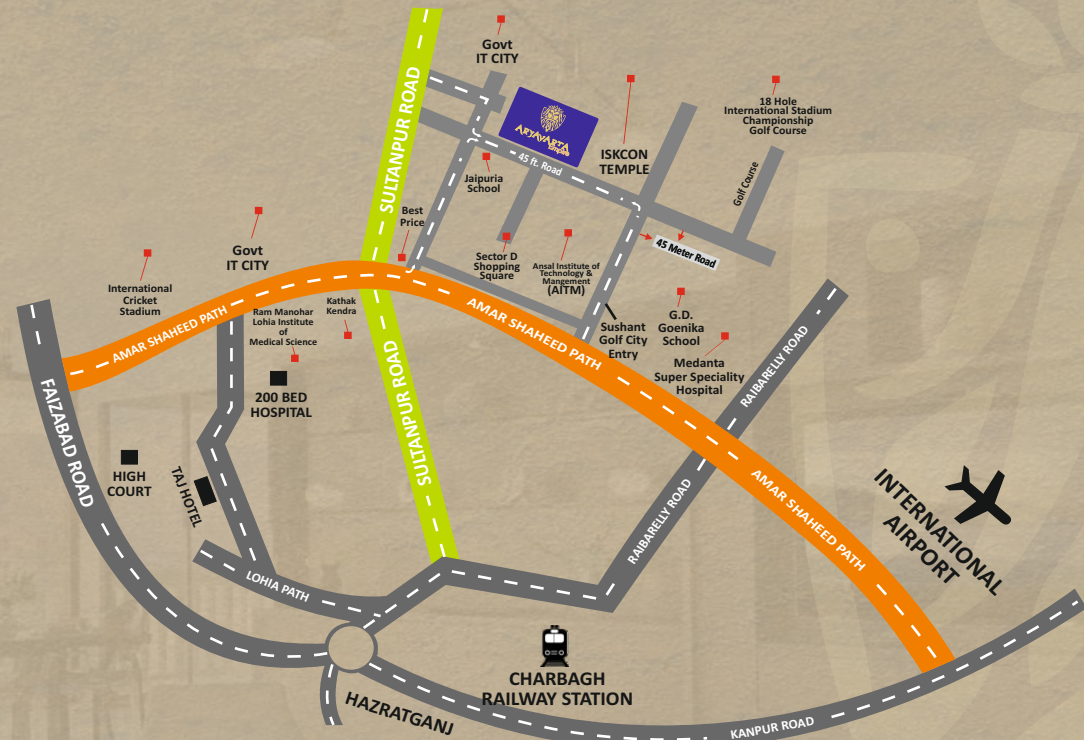 Govt
IT CITY
SULTANPUR ROAD
ARYAVARTA
Empire
45 ft. Road
ISKCON
TEMPLE
18 Hole
International Stadium
Championship
Golf Course
Golf Course
Jaipuria
School
Best
Price
Govt
IT CITY
International
Cricket
Stadium
Sector D
Shopping
Square
Ansal Institute of
Technology &
Mangement
(AITM)
45 Meter Road
AMAR SHAHEED PATH
Ram Manohar
Lohia Institute
of
Medical Science
Kathak
Kendra
AMAR SHAHEED PATH
Sushant
Golf City
Entry
G.D.
Goenika
School
Medanta
Super Speciality
Hospital
RAIBARELLY ROAD
200 BED
HOSPITAL
FAIZABAD ROAD
SULTANPUR ROAD
HIGH
COURT
TAJ HOTEL
RAIBARELLY ROAD
AMAR SHAHEED PATH
INTERNATIONAL
AIRPORT
LOHIA PATH
CHARBAGH
RAILWAY STATION
HAZRATGANJ
KANPUR ROAD